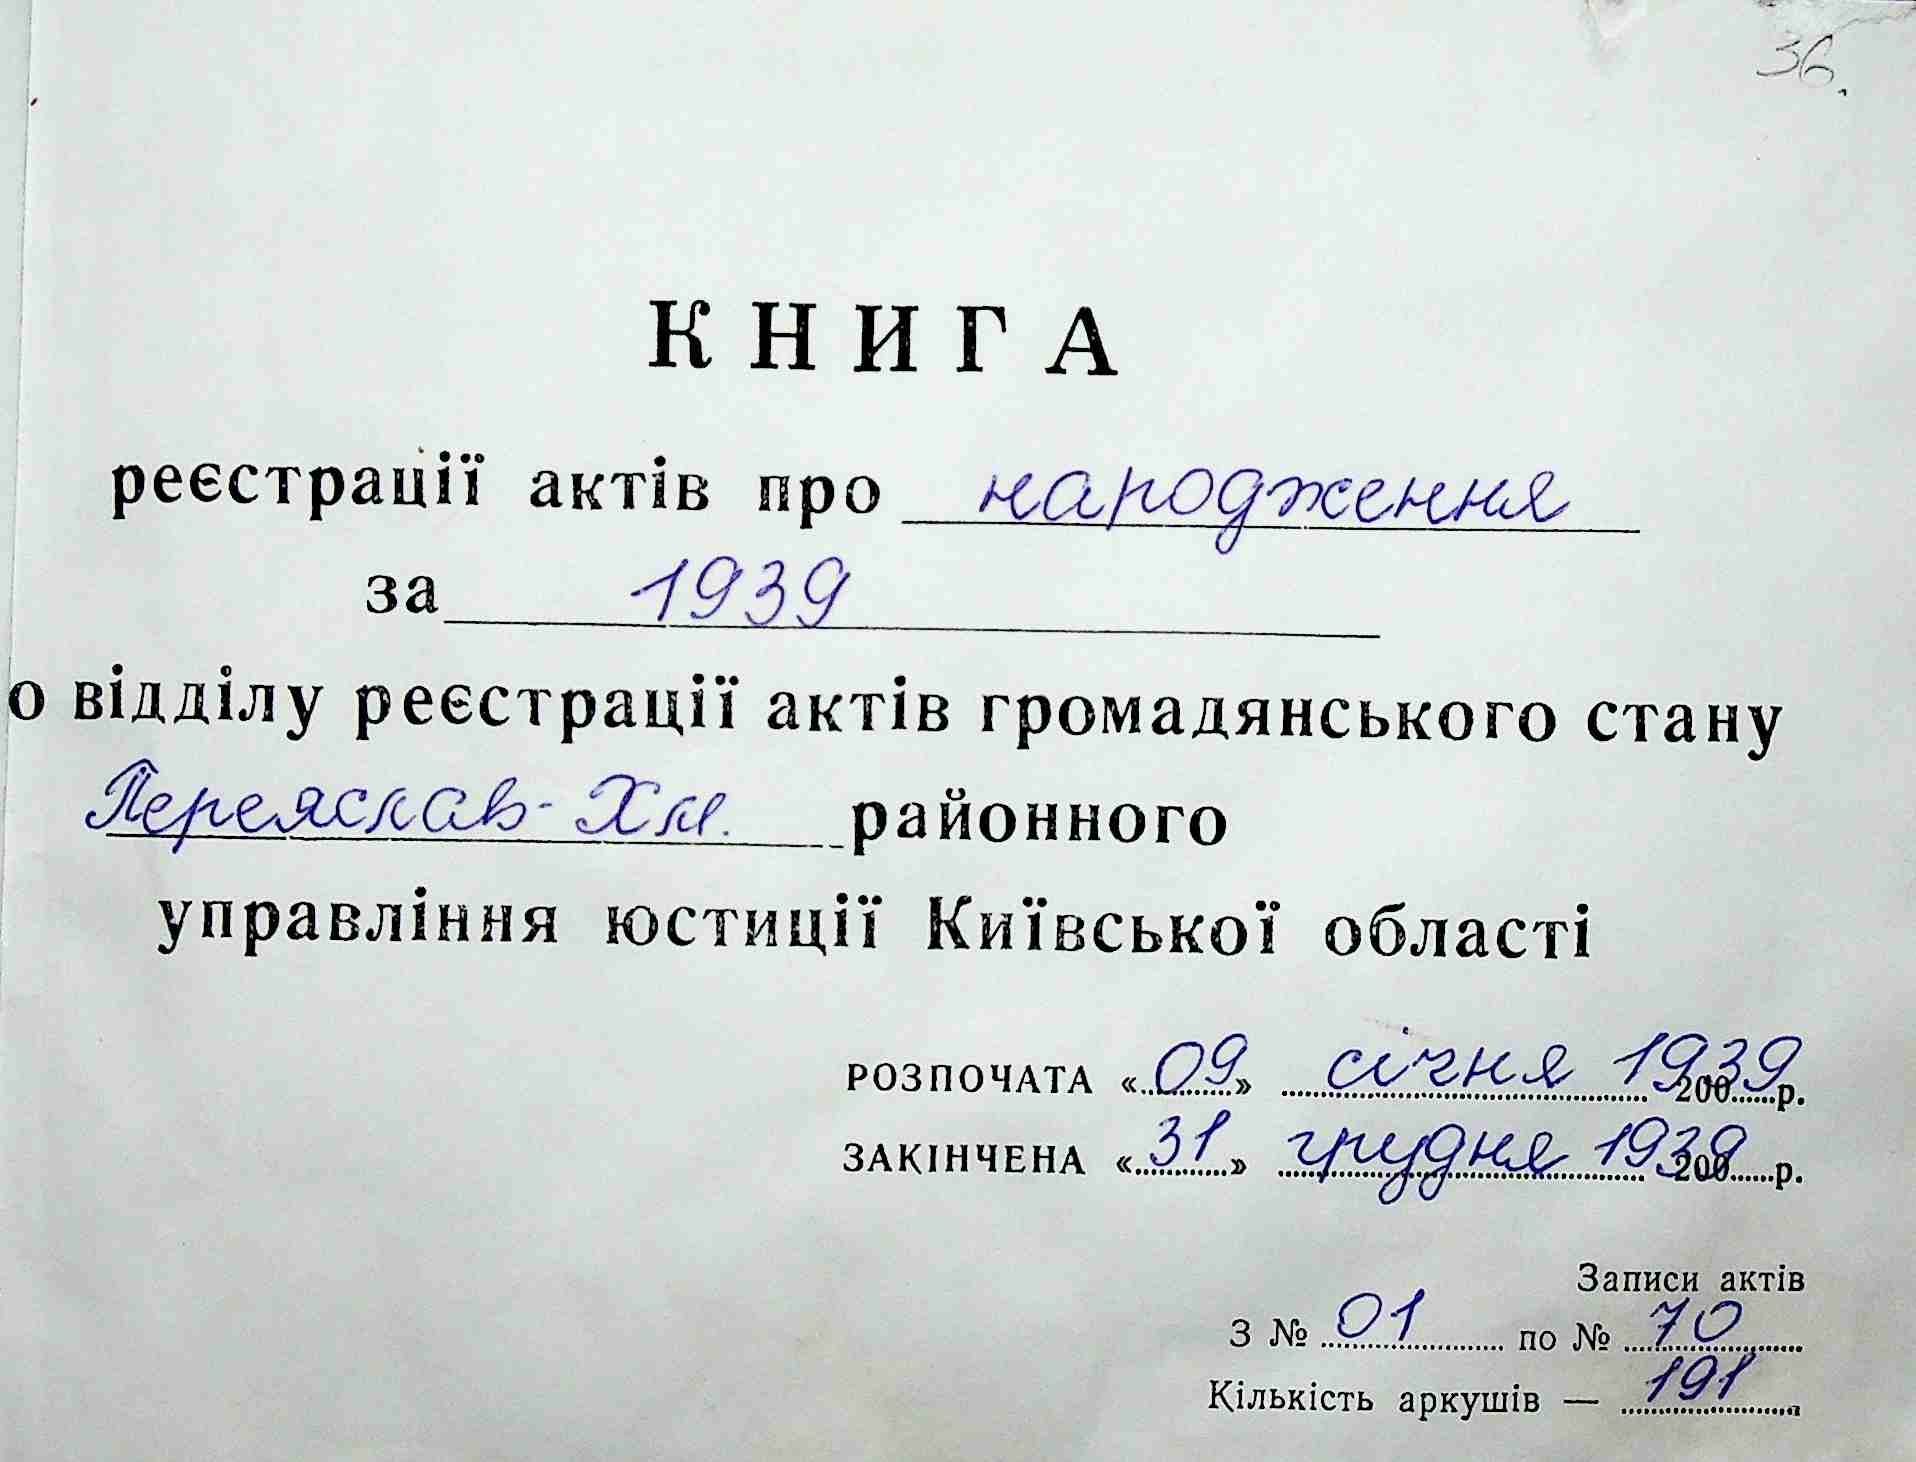 36.
КНИГА
реєстрації актів про народження
за 1939
о відділу реєстрації актів громадянського стану
Переяслав-Хм. районного
управління юстиції Київської області
РОЗПОЧАТА «09» січня 1939 200 р.
ЗАКІНЧЕНА «31» грудня 1939 200 р.
Записи актів
З № 01 по № 70
Кількість аркушів — 191